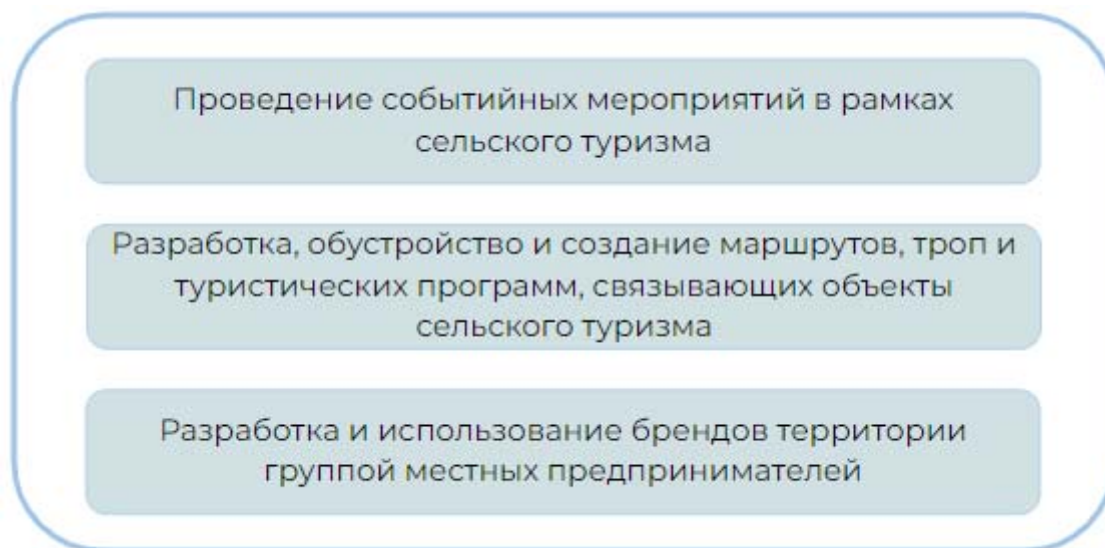 Проведение событийных мероприятий в рамках
сельского туризма
Разработка, обустройство и создание маршрутов, троп и
туристических программ, связывающих объекты
сельского туризма
Разработка и использование брендов территории
группой местных предпринимателей